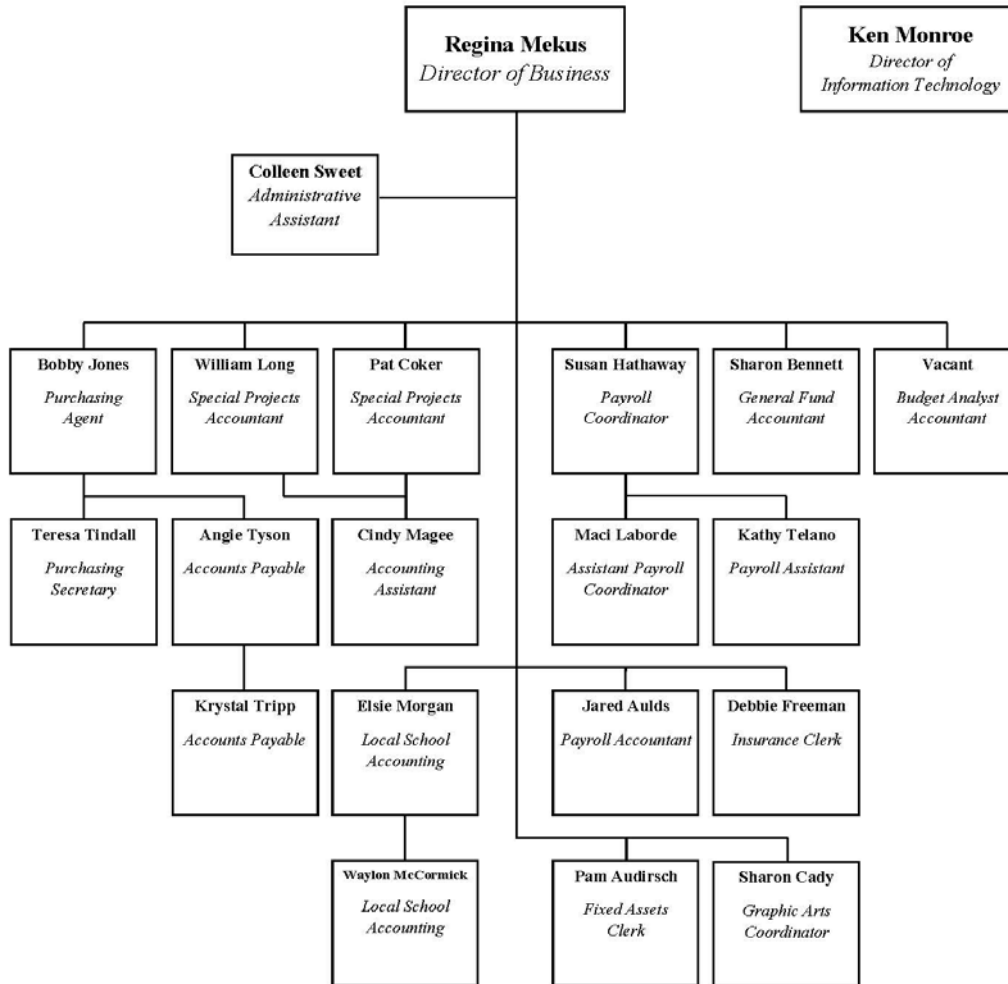 Regina Mekus
Director of Business
Ken Monroe
Director of
Information Technology
Colleen Sweet
Administrative
Assistant
Bobby Jones
Purchasing
Agent
William Long
Special Projects
Accountant
Pat Coker
Special Projects
Accountant
Susan Hathaway
Payroll
Coordinator
Sharon Bennett
General Fund
Accountant
Vacant
Budget Analyst
Accountant
Teresa Tindall
Purchasing
Secretary
Angie Tyson
Accounts Payable
Cindy Magee
Accounting
Assistant
Maci Laborde
Assistant Payroll
Coordinator
Kathy Telano
Payroll Assistant
Krystal Tripp
Accounts Payable
Elsie Morgan
Local School
Accounting
Jared Aulds
Payroll Accountant
Debbie Freeman
Insurance Clerk
Waylon McCormick
Local School
Accounting
Pam Audirsch
Fixed Assets
Clerk
Sharon Cady
Graphic Arts
Coordinator